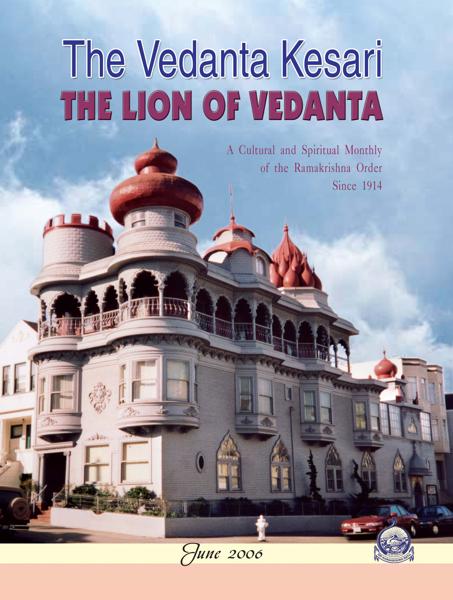 The Vedanta Kesari
THE LION OF VEDANTA
A Cultural and Spiritual Monthly
of the Ramakrishna Order
Since 1914
June 2006